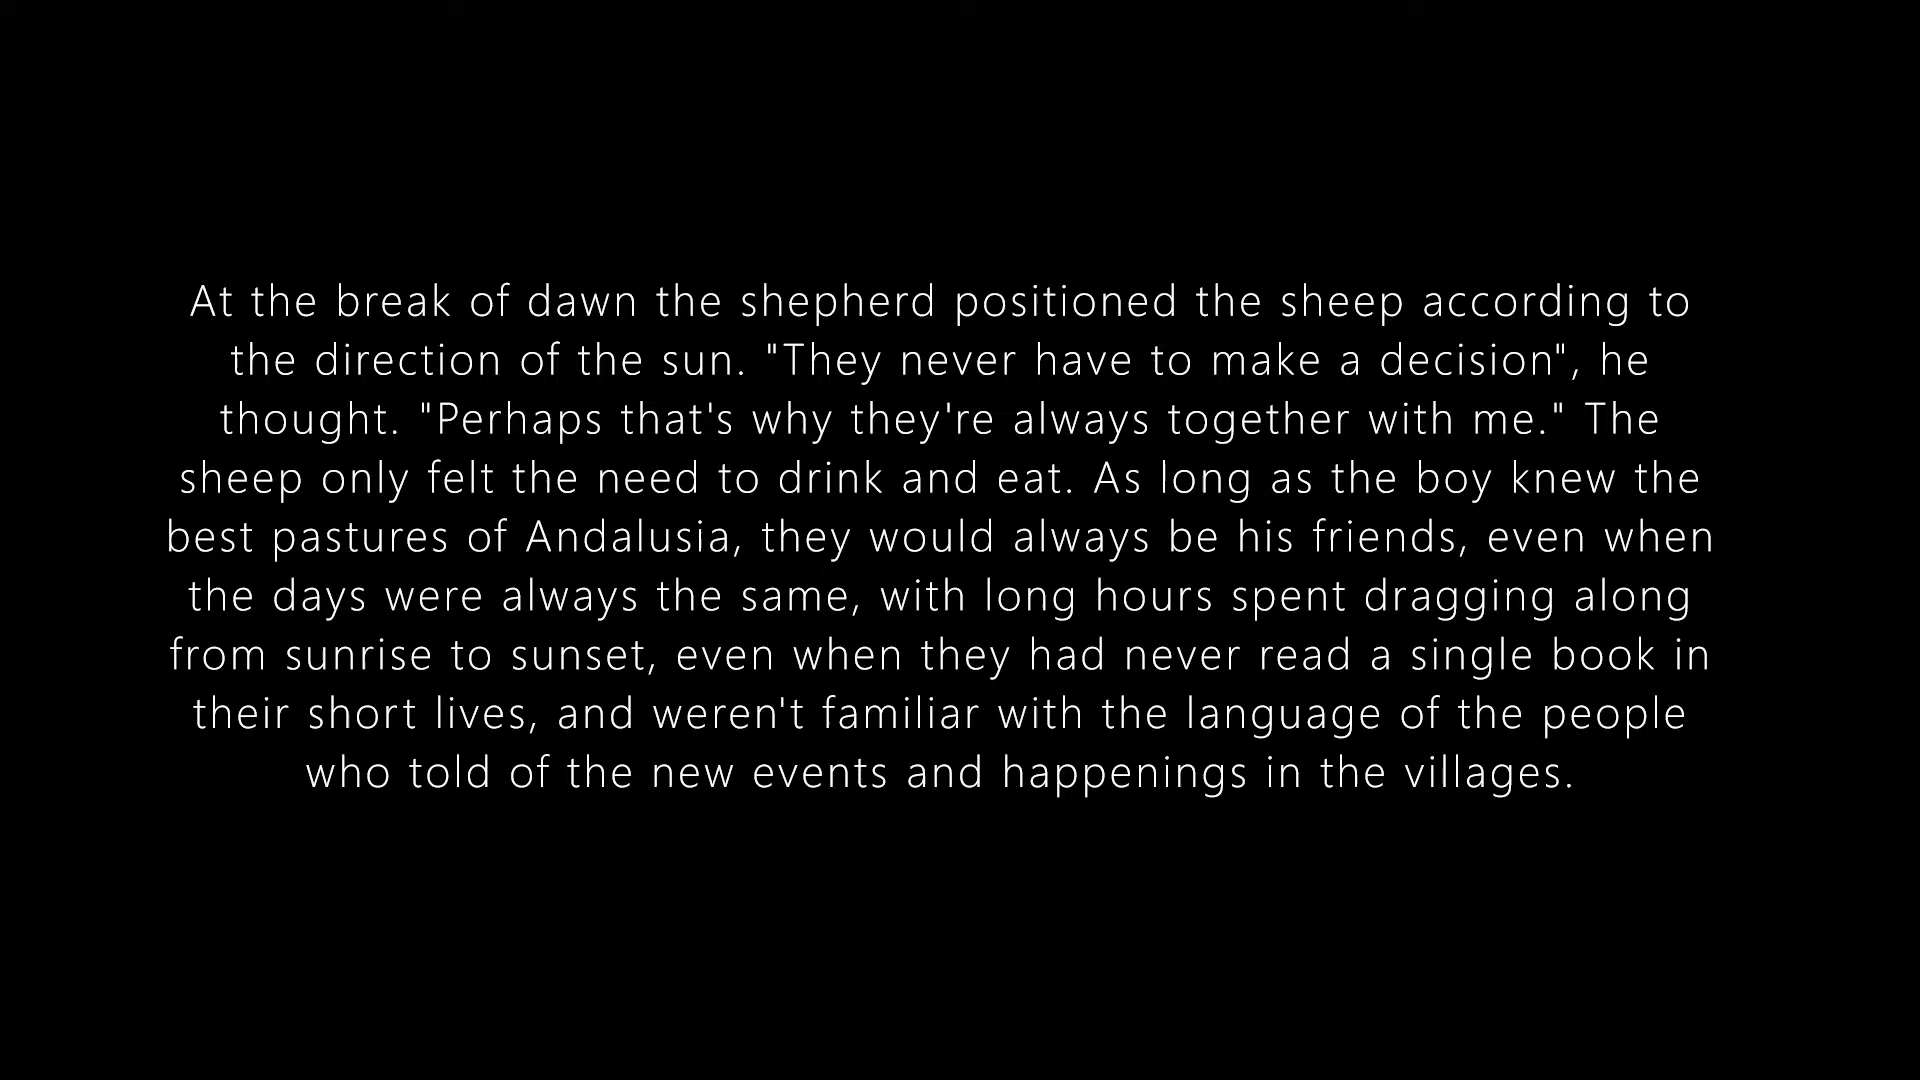 At the break of dawn the shepherd positioned the sheep according to
the direction of the sun. "They never have to make a decision", he
thought. "Perhaps that's why they're always together with me." The
sheep only felt the need to drink and eat. As long as the boy knew the
best pastures of Andalusia, they would always be his friends, even when
the days were always the same, with long hours spent dragging along
from sunrise to sunset, even when they had never read a single book in
their short lives, and weren't familiar with the language of the people
who told of the new events and happenings in the villages.